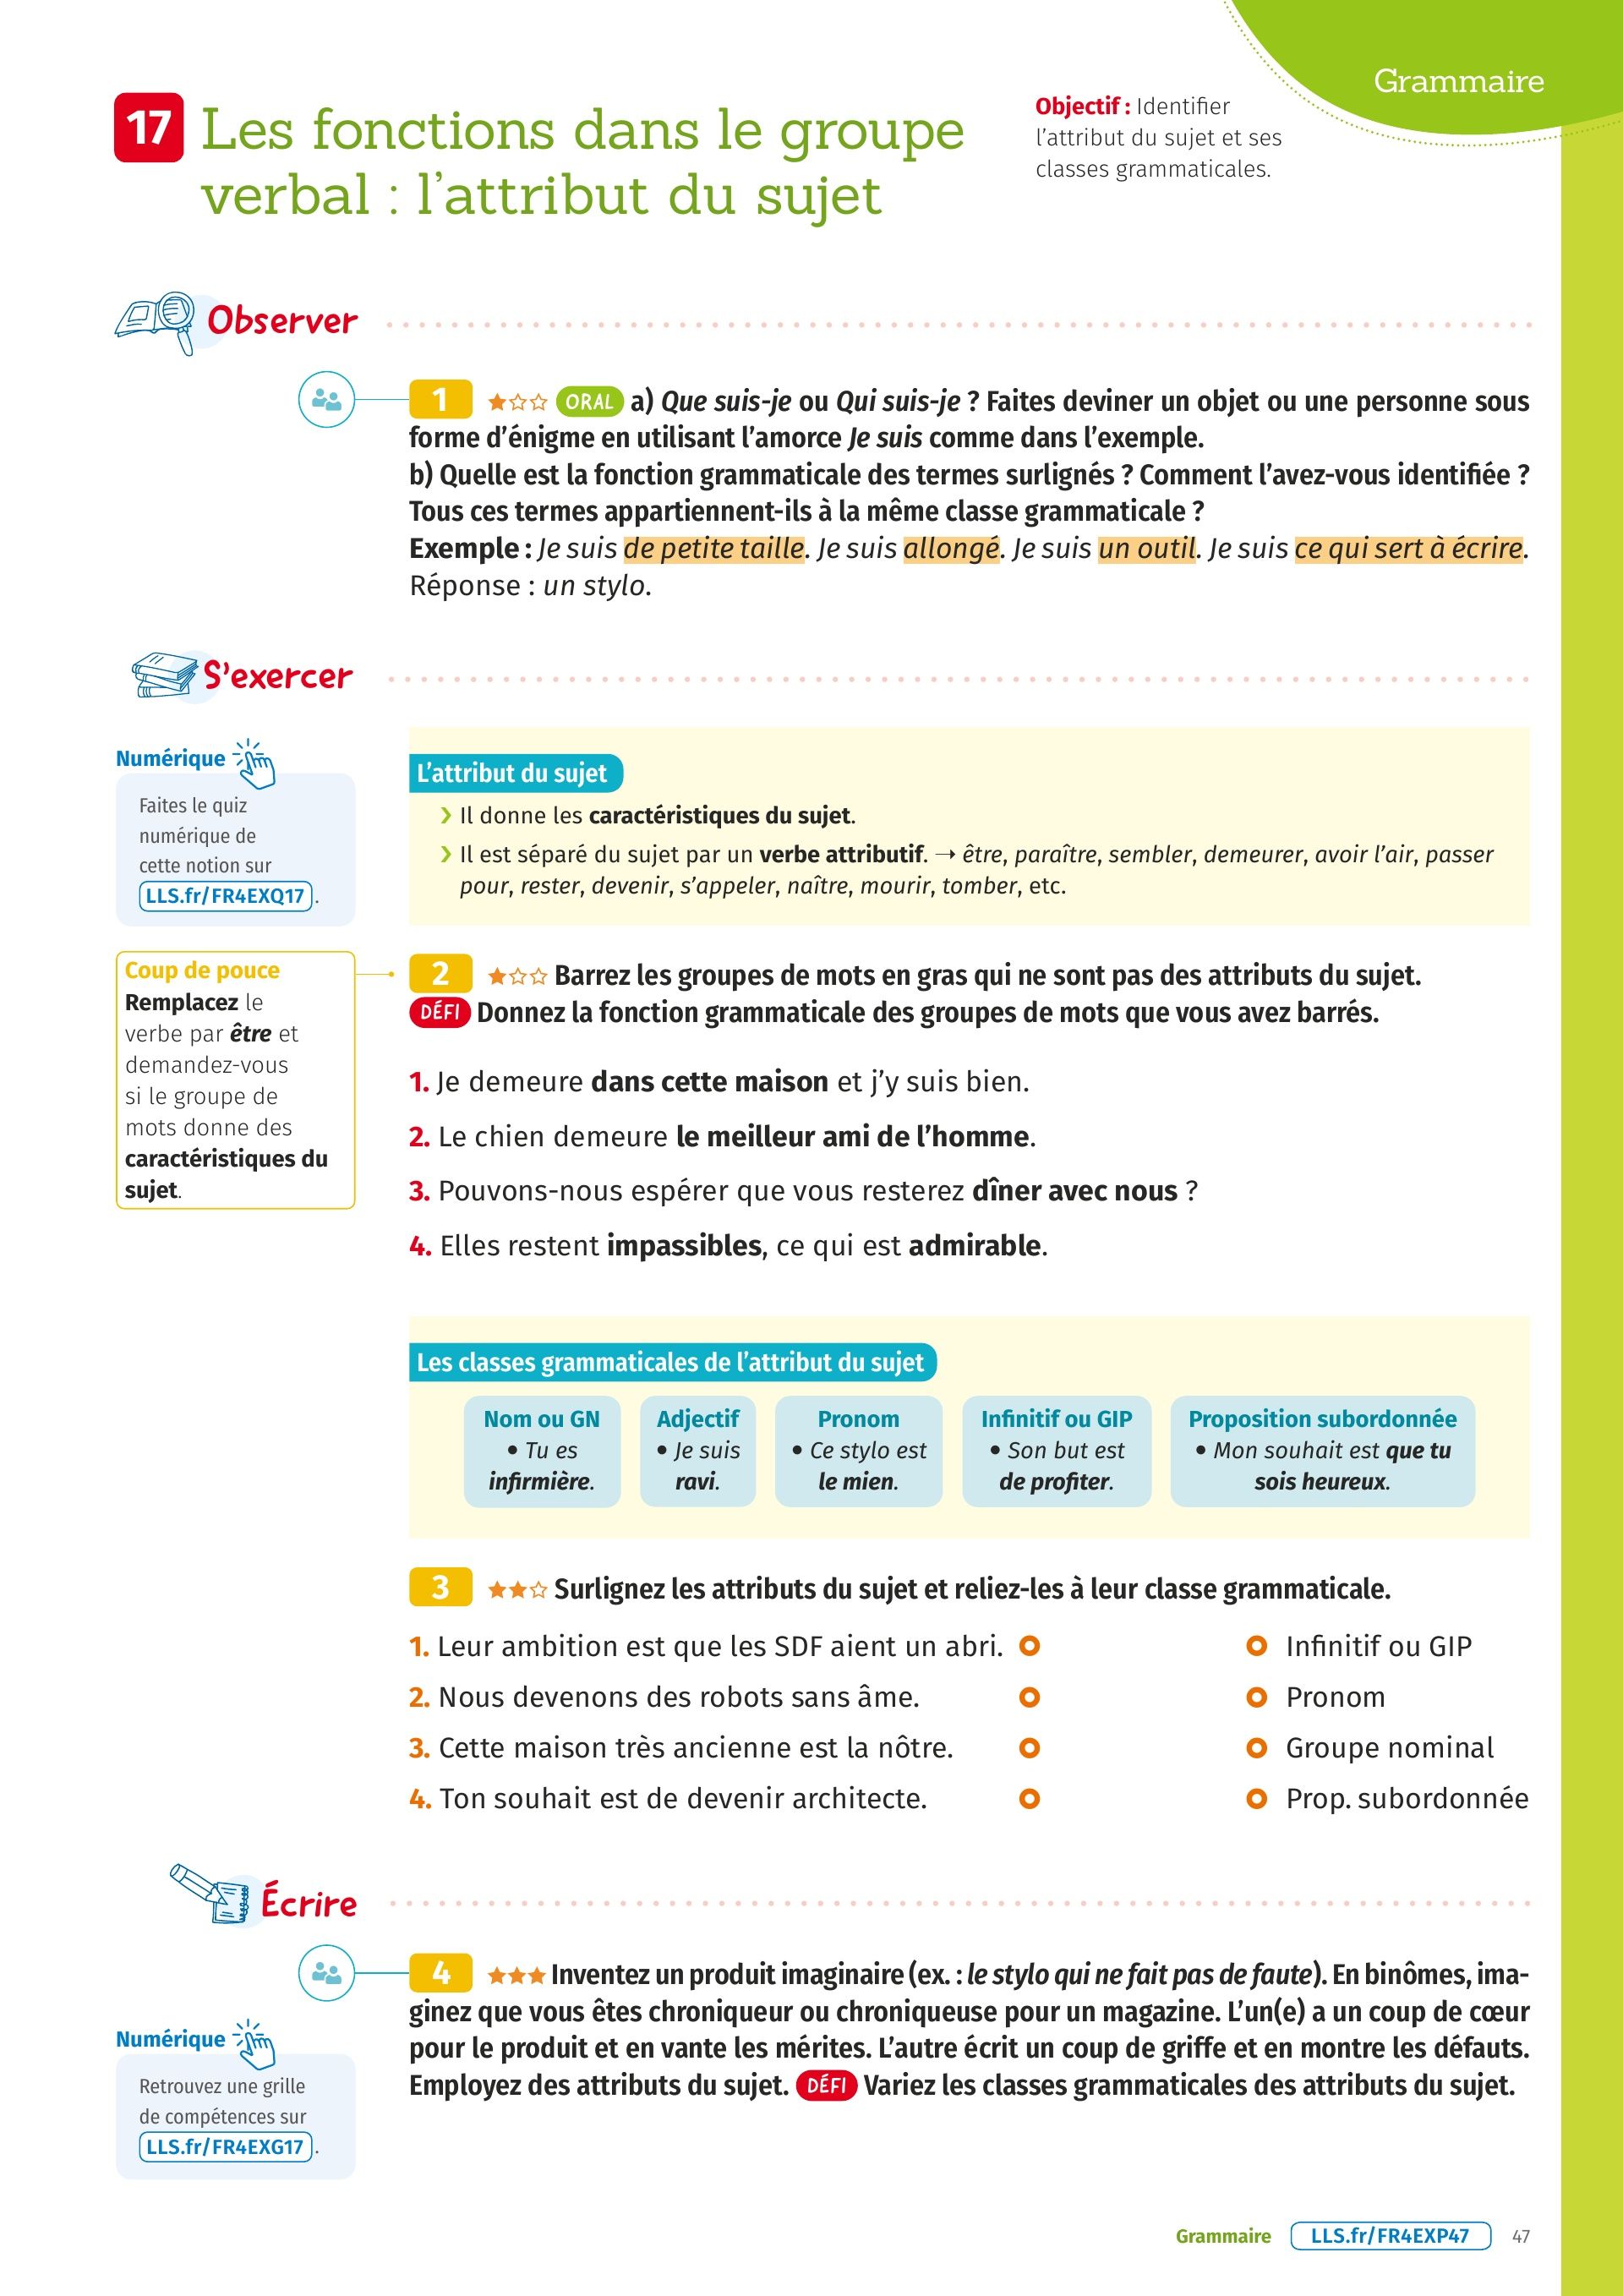 Grammaire
17 Les fonctions dans le groupe
verbal : l’attribut du sujet
Objectif : Identifier
l’attribut du sujet et ses
classes grammaticales.
Observer
1 ORAL a) Que suis-je ou Qui suis-je ? Faites deviner un objet ou une personne sous
forme d’énigme en utilisant l’amorce Je suis comme dans l’exemple.
b) Quelle est la fonction grammaticale des termes surlignés ? Comment l’avez-vous identifiée ?
Tous ces termes appartiennent-ils à la même classe grammaticale ?
Exemple : Je suis de petite taille. Je suis allongé. Je suis un outil. Je suis ce qui sert à écrire.
Réponse : un stylo.
S’exercer
Numérique
Faites le quiz
numérique de
cette notion sur
LLS.fr/FR4EXQ17.
L’attribut du sujet
› Il donne les caractéristiques du sujet.
› Il est séparé du sujet par un verbe attributif. → être, paraître, sembler, demeurer, avoir l’air, passer
pour, rester, devenir, s’appeler, naître, mourir, tomber, etc.
Coup de pouce
Remplacez le
verbe par être et
demandez-vous
si le groupe de
mots donne des
caractéristiques du
sujet.
2 Barrez les groupes de mots en gras qui ne sont pas des attributs du sujet.
DÉFI Donnez la fonction grammaticale des groupes de mots que vous avez barrés.
1. Je demeure dans cette maison et j’y suis bien.
2. Le chien demeure le meilleur ami de l’homme.
3. Pouvons-nous espérer que vous resterez dîner avec nous ?
4. Elles restent impassibles, ce qui est admirable.
Les classes grammaticales de l’attribut du sujet
Nom ou GN
• Tu es
infirmière.
Adjectif
• Je suis
ravi.
Pronom
• Ce stylo est
le mien.
Infinitif ou GIP
• Son but est
de profiter.
Proposition subordonnée
• Mon souhait est que tu
sois heureux.
3 Surlignez les attributs du sujet et reliez-les à leur classe grammaticale.
1. Leur ambition est que les SDF aient un abri. Infinitif ou GIP
2. Nous devenons des robots sans âme. Pronom
3. Cette maison très ancienne est la nôtre. Groupe nominal
4. Ton souhait est de devenir architecte. Prop. subordonnée
Écrire
4 Inventez un produit imaginaire (ex. : le stylo qui ne fait pas de faute). En binômes, ima-
ginez que vous êtes chroniqueur ou chroniqueuse pour un magazine. L’un(e) a un coup de cœur
pour le produit et en vante les mérites. L’autre écrit un coup de griffe et en montre les défauts.
Employez des attributs du sujet. DÉFI Variez les classes grammaticales des attributs du sujet.
Numérique
Retrouvez une grille
de compétences sur
LLS.fr/FR4EXG17.
Grammaire LLS.fr/FR4EXP47 47